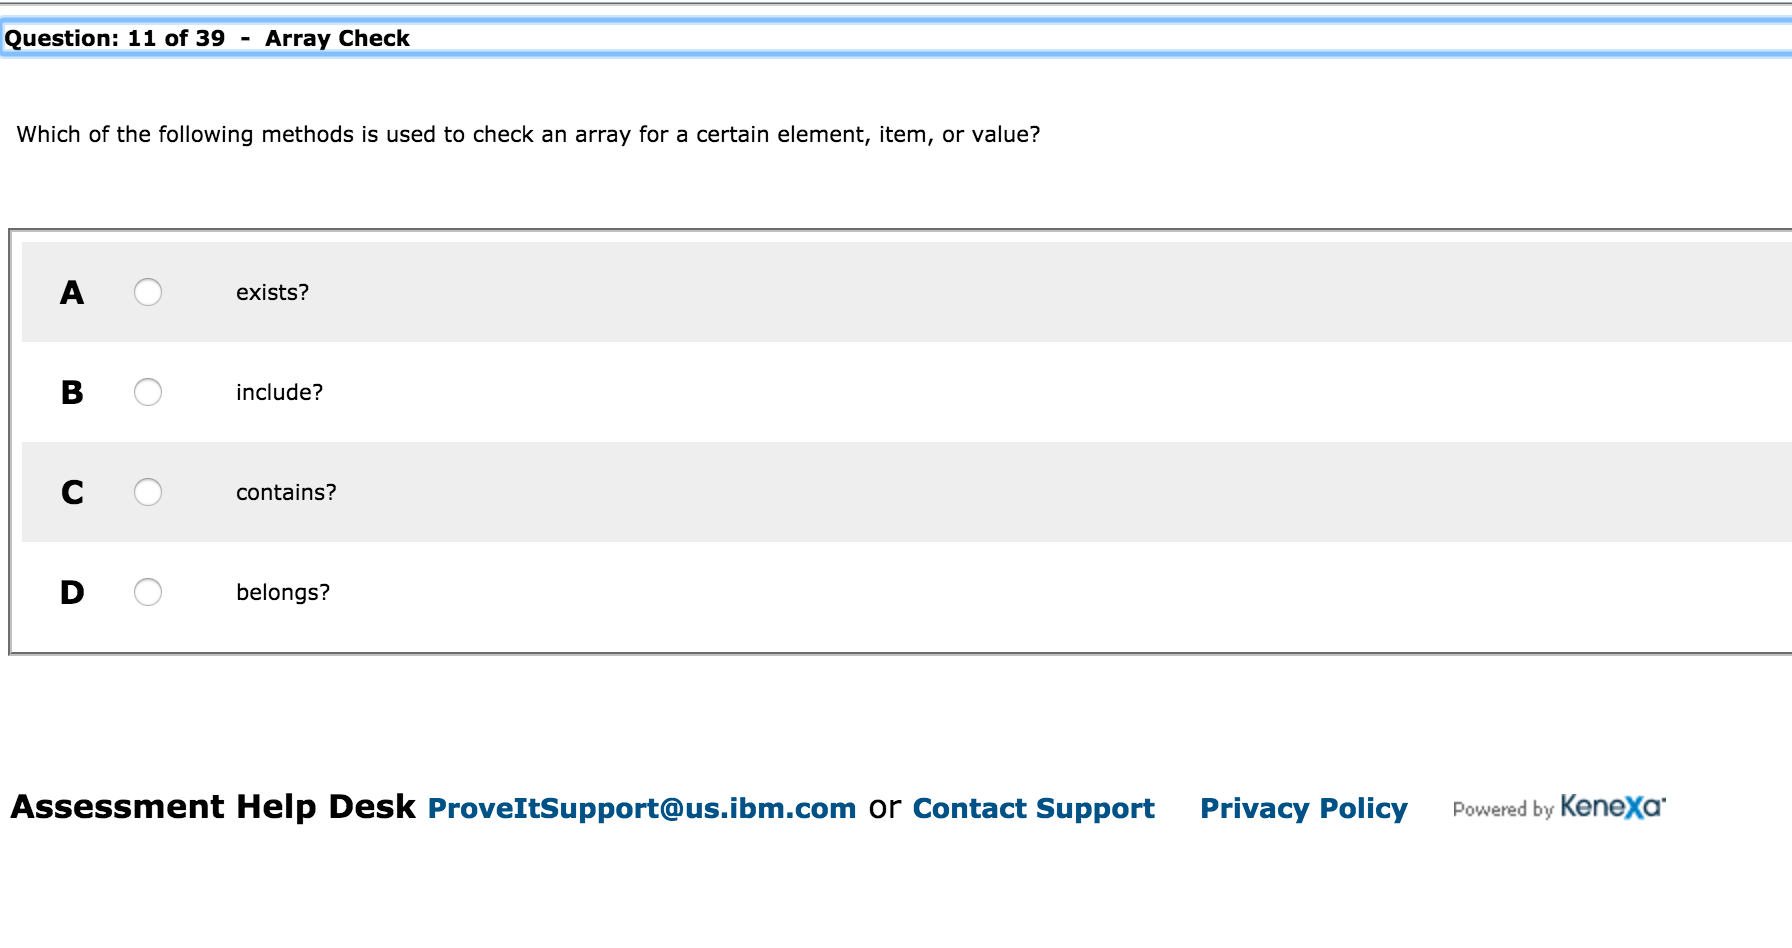 Question: 11 of 39 - Array Check
Which of the following methods is used to check an array for a certain element, item, or value?
A exists?
B include?
C contains?
D belongs?
Assessment Help Desk ProveItSupport@us.ibm.com or Contact Support Privacy Policy Powered by Kenexa